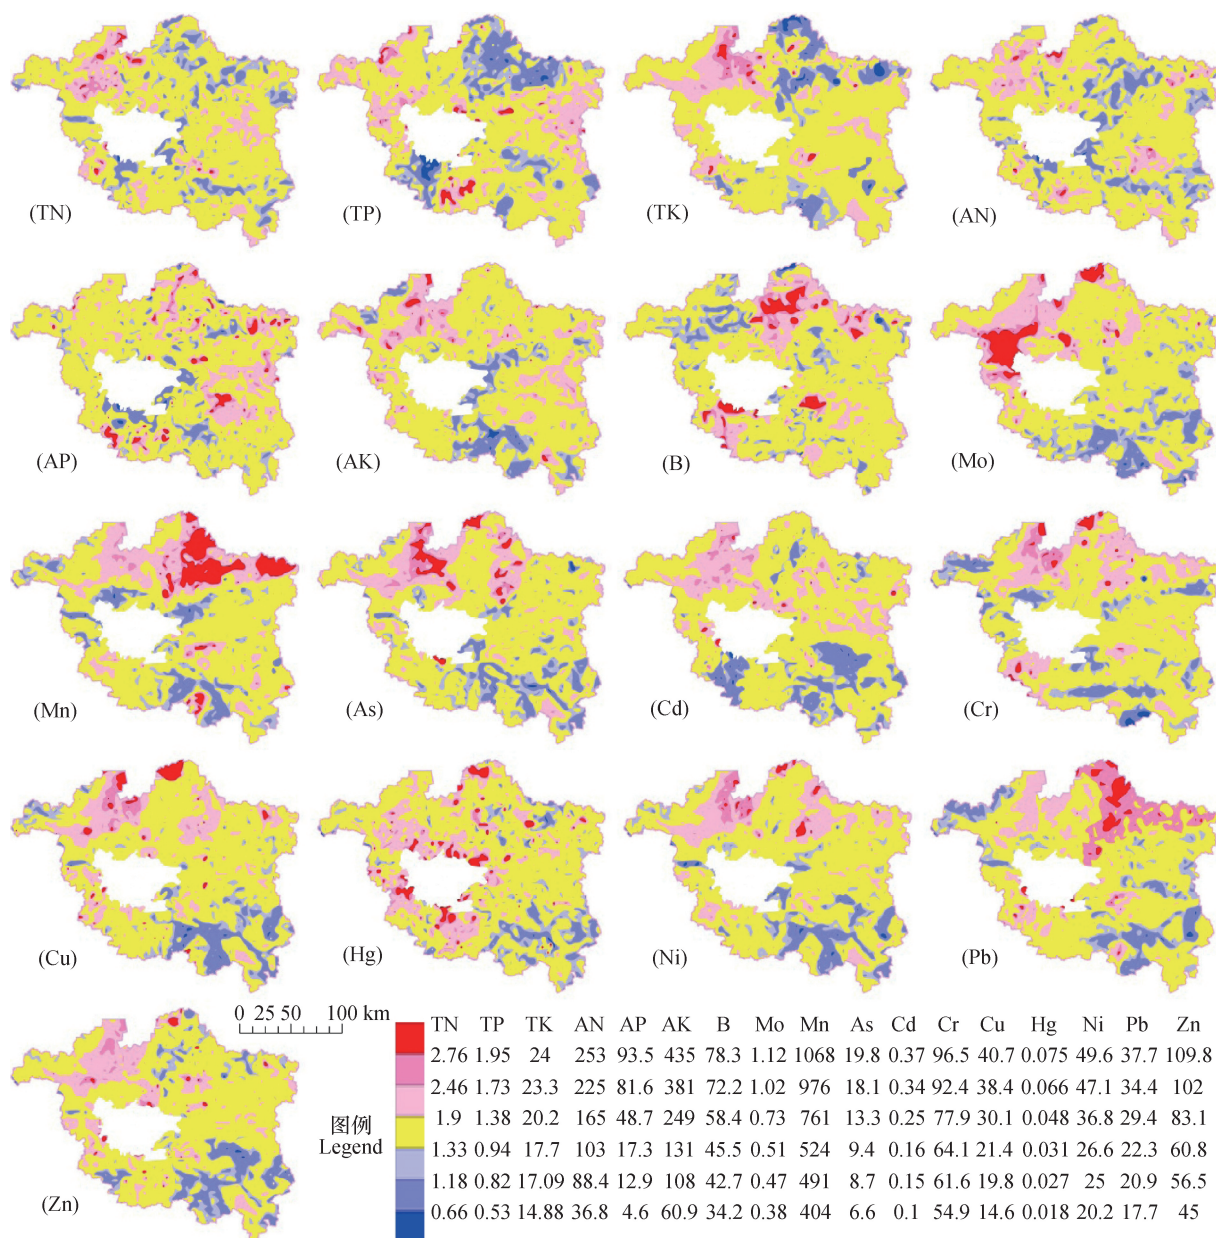 (TN) (TP) (TK) (AN)
(AP) (AK) (B) (Mo)
(Mn) (As) (Cd) (Cr)
(Cu) (Hg) (Ni) (Pb)
(Zn)
0 25 50 100 km
图例
Legend
TN TP TK AN AP AK B Mo Mn As Cd Cr Cu Hg Ni Pb Zn
2.76 1.95 24 253 93.5 435 78.3 1.12 1068 19.8 0.37 96.5 40.7 0.075 49.6 37.7 109.8
2.46 1.73 23.3 225 81.6 381 72.2 1.02 976 18.1 0.34 92.4 38.4 0.066 47.1 34.4 102
1.9 1.38 20.2 165 48.7 249 58.4 0.73 761 13.3 0.25 77.9 30.1 0.048 36.8 29.4 83.1
1.33 0.94 17.7 103 17.3 131 45.5 0.51 524 9.4 0.16 64.1 21.4 0.031 26.6 22.3 60.8
1.18 0.82 17.09 88.4 12.9 108 42.7 0.47 491 8.7 0.15 61.6 19.8 0.027 25 20.9 56.5
0.66 0.53 14.88 36.8 4.6 60.9 34.2 0.38 404 6.6 0.1 54.9 14.6 0.018 20.2 17.7 45